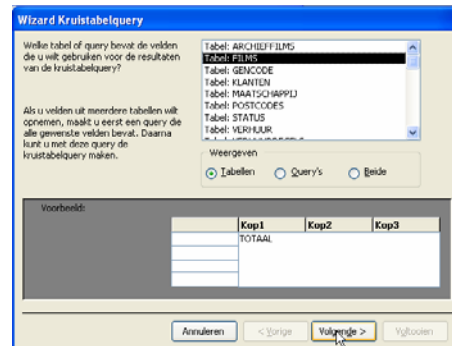 Wizard Kruistabelquery
Welke tabel of query bevat de velden
die u wilt gebruiken voor de resultaten
van de kruistabelquery?
Als u velden uit meerdere tabellen wilt
opnemen, maakt u eerst een query die
alle gewenste velden bevat. Daarna
kunt u met deze query de
kruistabelquery maken.
Tabel: ARCHIEFFILMS
Tabel: FILMS
Tabel: GENCODE
Tabel: KLANTEN
Tabel: MAATSCHAPPIJ
Tabel: POSTCODES
Tabel: STATUS
Tabel: VERHUUR
Weergeven
Tabellen
Query's
Beide
Voorbeeld:
Kop1 Kop2 Kop3
TOTAAL
Annuleren
< Vorige
Volgende >
Voltooien